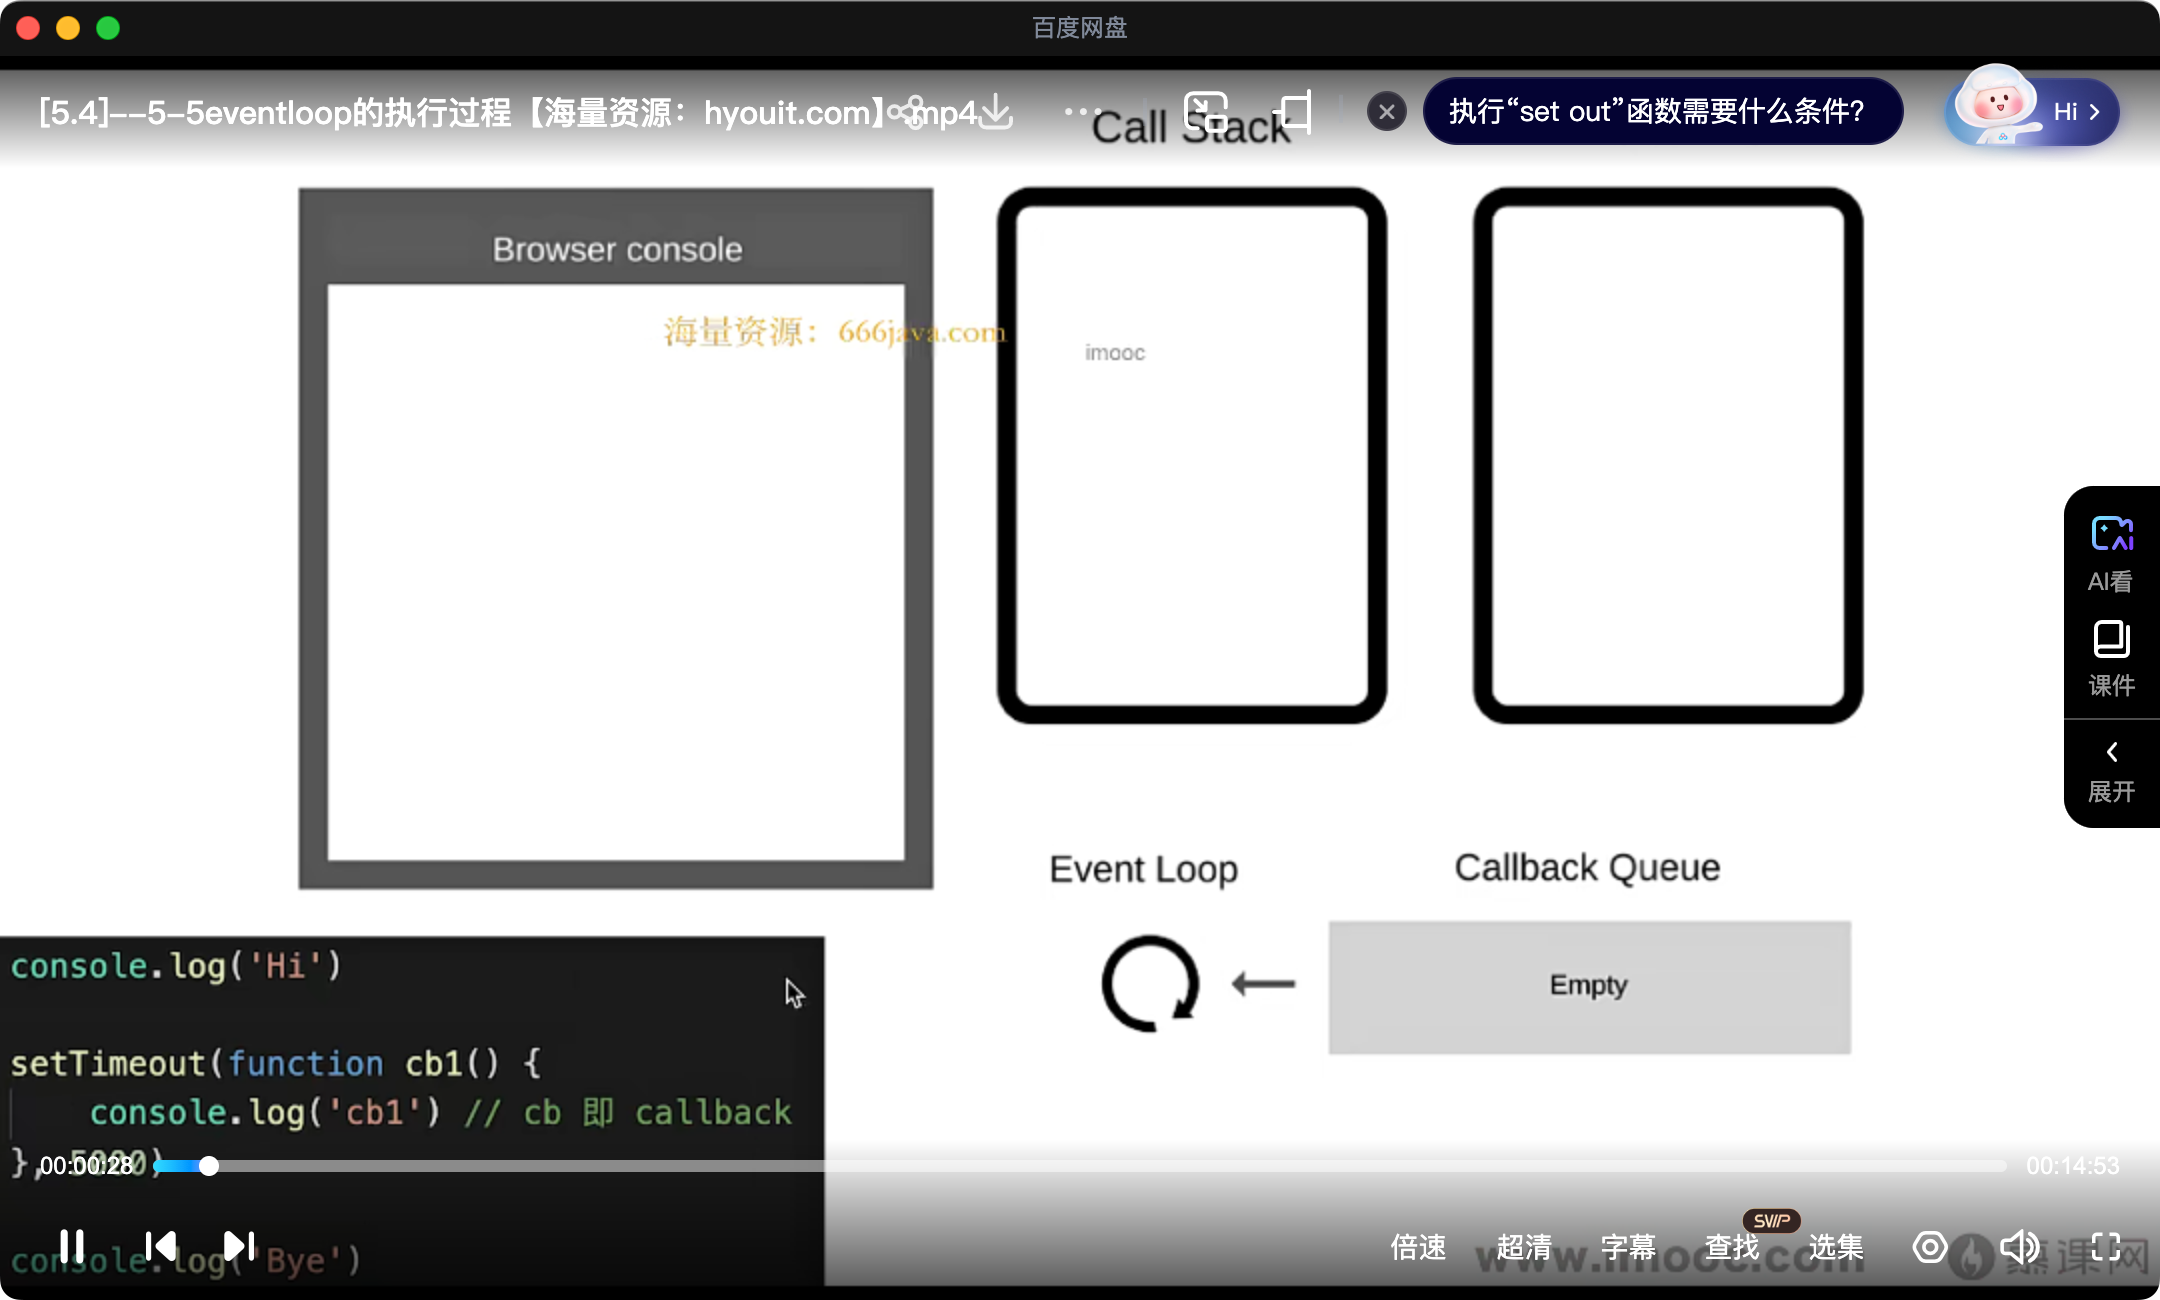 百度网盘
[5.4]--5-5eventloop的执行过程【海量资源：hyouit.com】.mp4
执行“set out”函数需要什么条件?
Hi
Call Stack
Browser console
海量资源：666java.com
imooc
AI看
课件
展开
Event Loop
Callback Queue
Empty
console.log('Hi')
setTimeout(function cb1() {
console.log('cb1') // cb 即 callback
}, 5000)
00:00:28
00:14:53
console.log('Bye')
SVIP
倍速
超清
字幕
查找
选集
www.imooc.com
慕课网